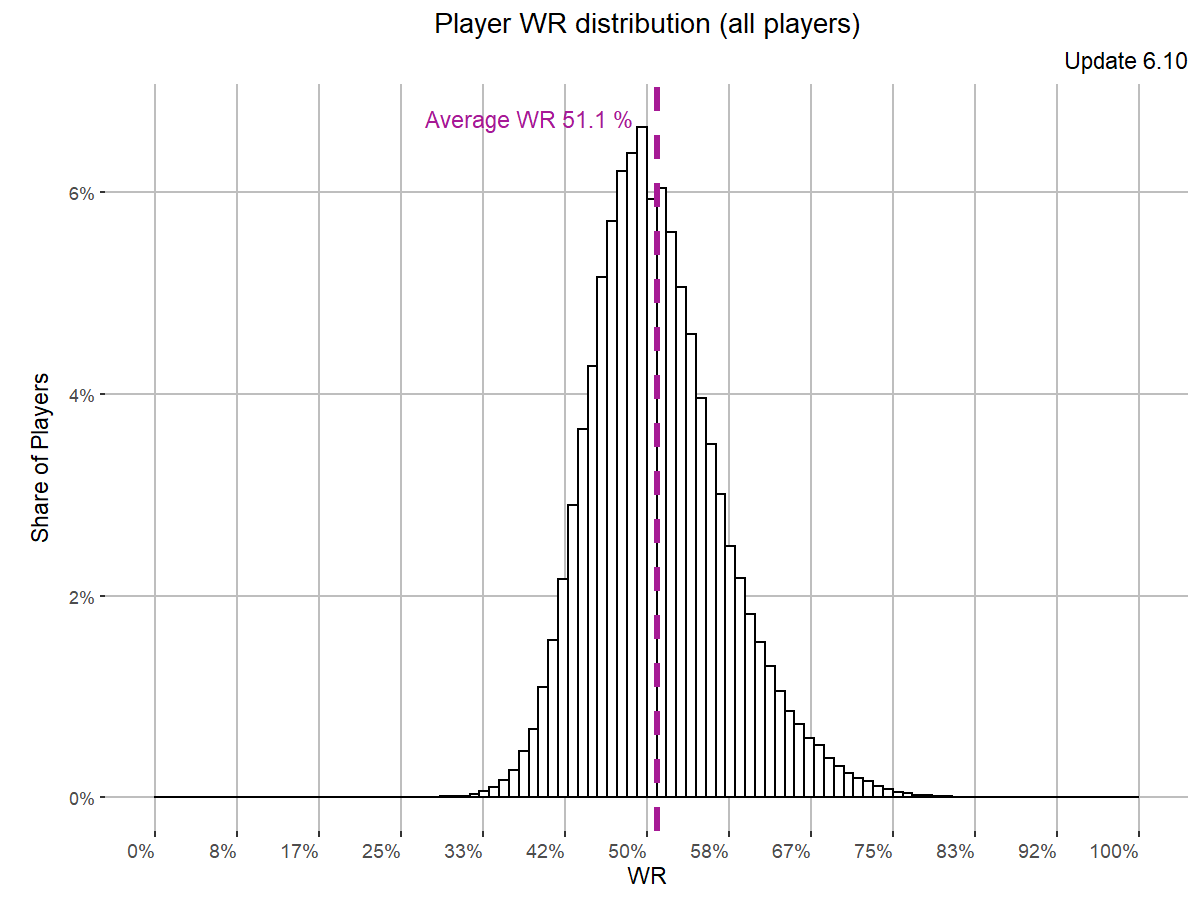 Player WR distribution (all players)
Update 6.10
Average WR 51.1 %
6%
4%
2%
0%
Share of Players
0% 8% 17% 25% 33% 42% 50% 58% 67% 75% 83% 92% 100%
WR